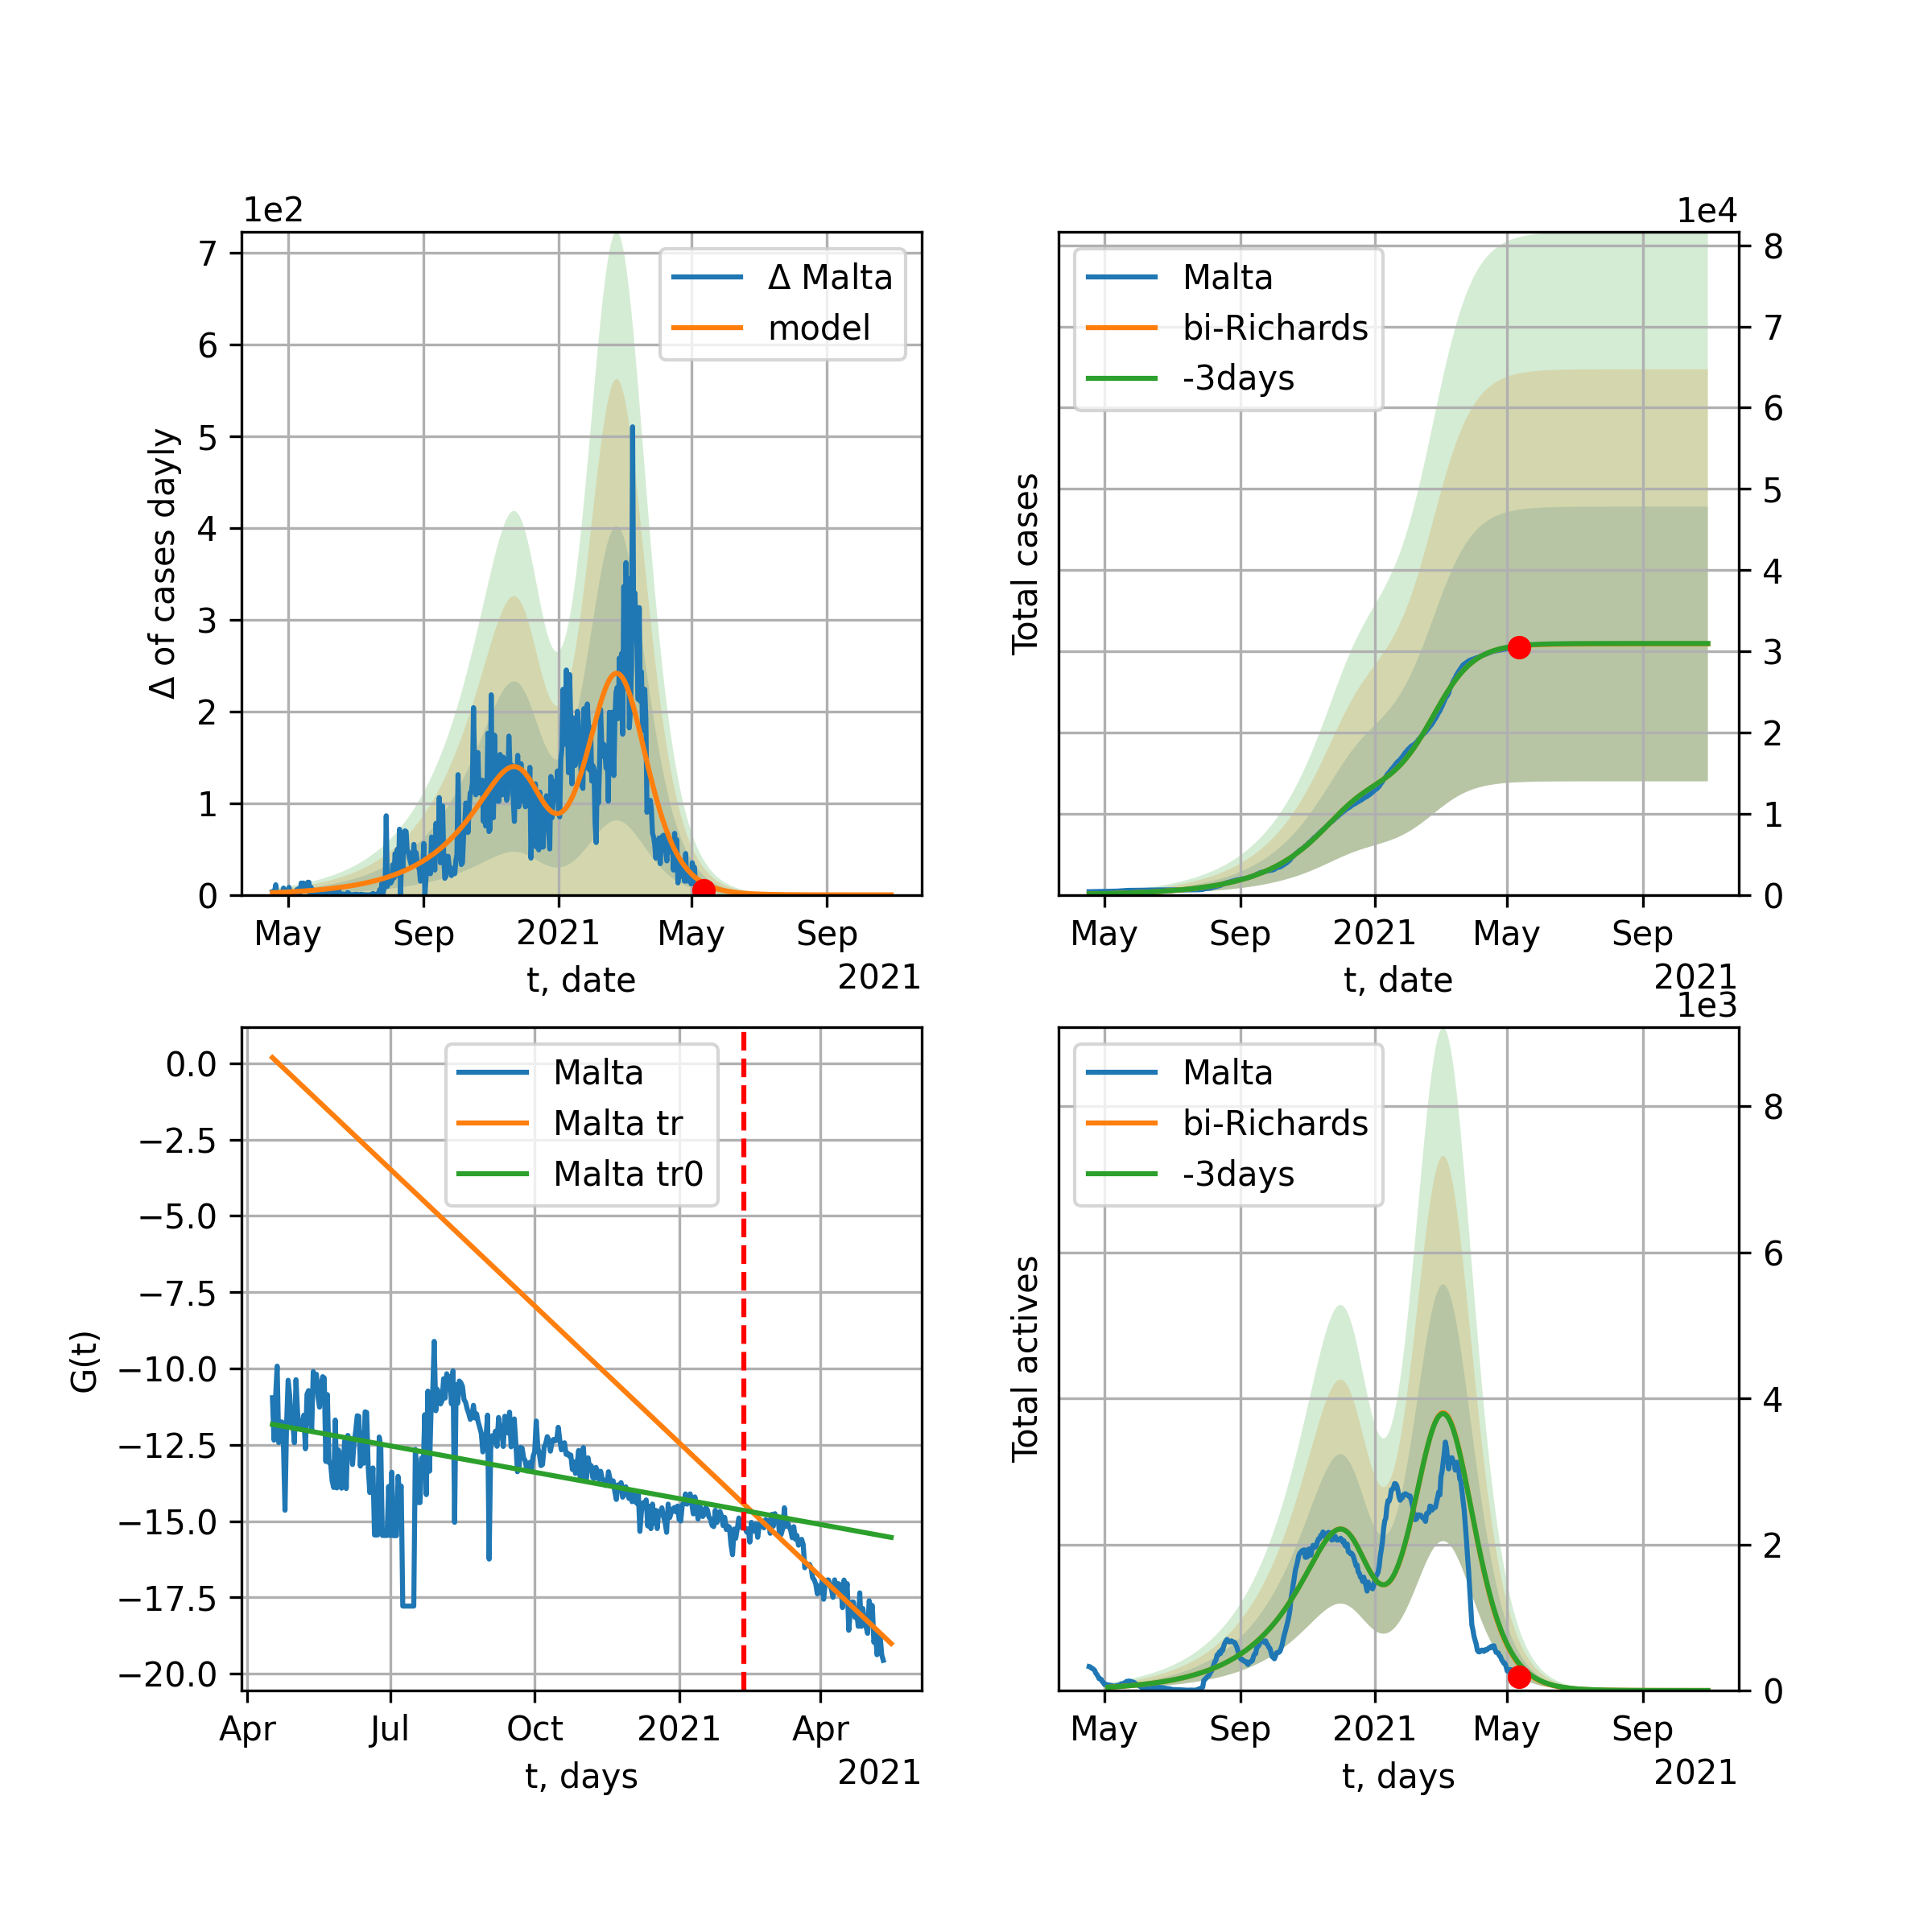 1e2
7
6
5
4
3
2
1
0
Δ of cases dayly
Δ Malta
model
May Sep 2021 May Sep
t, date
2021
1e4
8
7
6
5
4
3
2
1
0
Total cases
Malta
bi-Richards
-3days
May Sep 2021 May Sep
t, date
2021
0.0
−2.5
−5.0
−7.5
−10.0
−12.5
−15.0
−17.5
−20.0
G(t)
Malta
Malta tr
Malta tr0
Apr Jul Oct 2021 Apr
t, days
2021
1e3
8
6
4
2
0
Total actives
Malta
bi-Richards
-3days
May Sep 2021 May Sep
t, days
2021